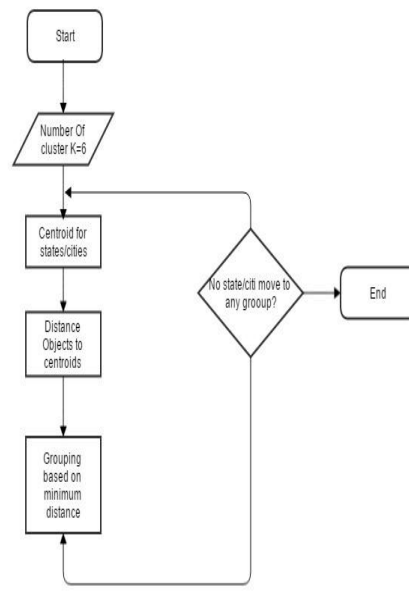 Start
Number Of
cluster K=6
Centroid for
states/cities
No state/citi move to
any grooup?
End
Distance
Objects to
centroids
Grouping
based on
minimum
distance